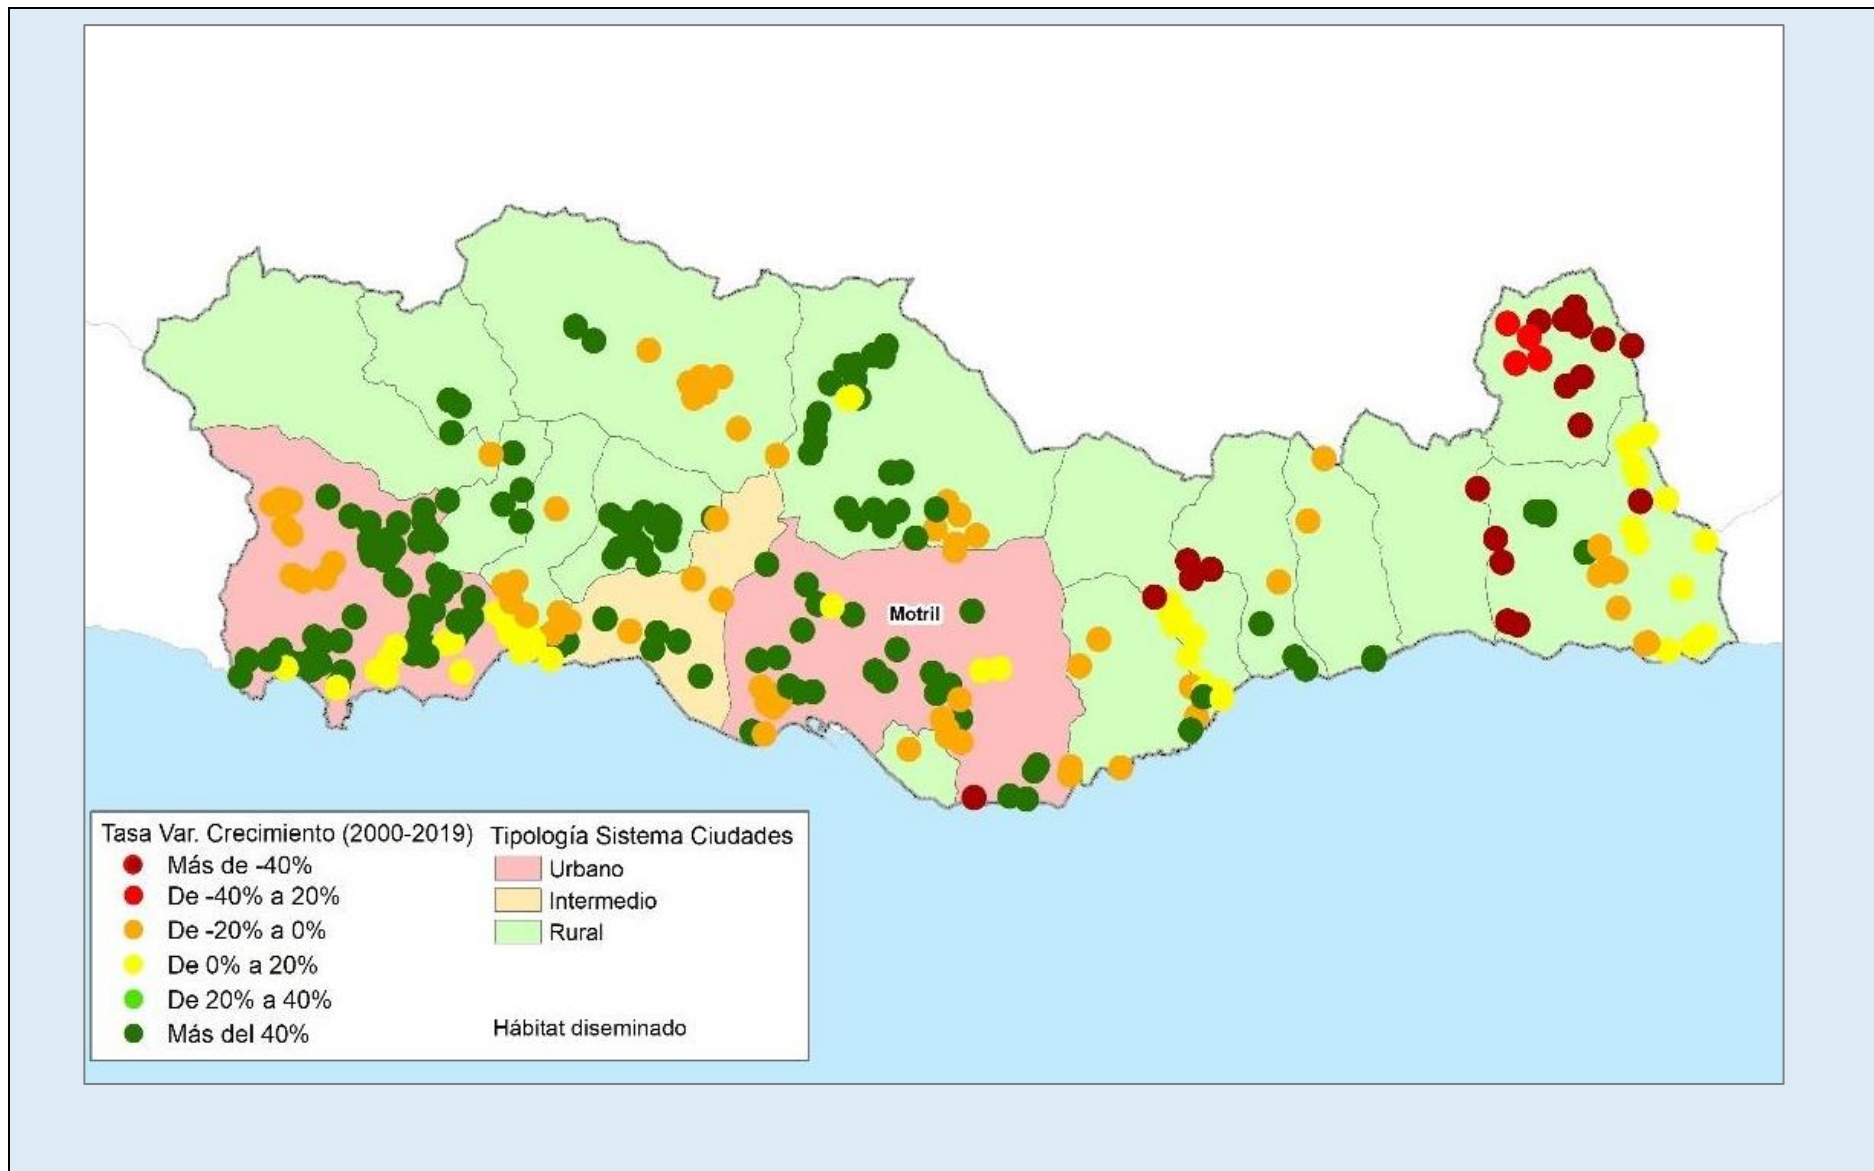 Motril
Tasa Var. Crecimiento (2000-2019)
Más de -40%
De -40% a 20%
De -20% a 0%
De 0% a 20%
De 20% a 40%
Más del 40%
Tipología Sistema Ciudades
Urbano
Intermedio
Rural
Hábitat diseminado